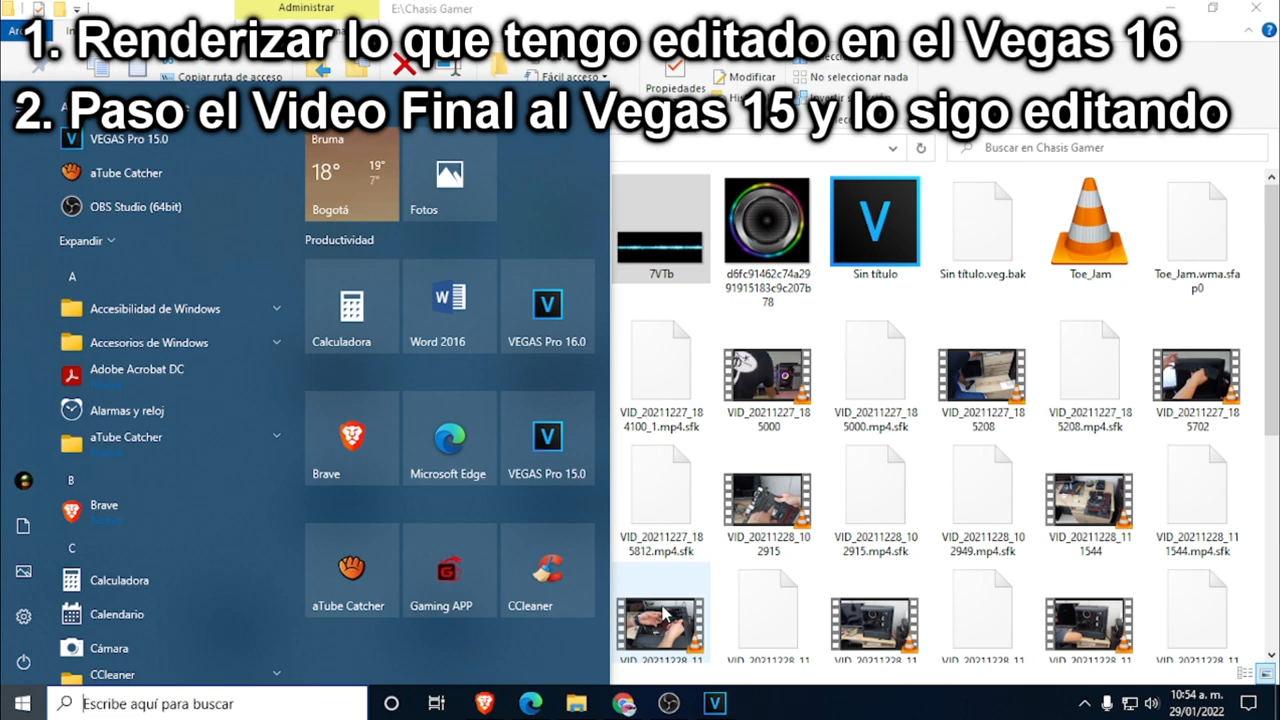 Administrar
E:\Chasis Gamer
1. Renderizar lo que tengo editado en el Vegas 16
2. Paso el Video Final al Vegas 15 y lo sigo editando
Copiar ruta de acceso
Fácil acceso
Propiedades
Modificar
No seleccionar nada
VEGAS Pro 15.0
aTube Catcher
OBS Studio (64bit)
Expandir
A
Accesibilidad de Windows
Accesorios de Windows
Adobe Acrobat DC
Alarmas y reloj
aTube Catcher
B
Brave
C
Calculadora
Calendario
Cámara
CCleaner
Bruma
18°
19°
7°
Bogotá
Fotos
Productividad
Calculadora
Word 2016
VEGAS Pro 16.0
Brave
Microsoft Edge
VEGAS Pro 15.0
aTube Catcher
Gaming APP
CCleaner
Buscar en Chasis Gamer
7VTb
d6fc91462c74a29
91915183c9c207b
78
Sin título
Sin título.veg.bak
Toe_Jam
Toe_Jam.wma.sfa
p0
VID_20211227_18
4100_1.mp4.sfk
VID_20211227_18
5000
VID_20211227_18
5000.mp4.sfk
VID_20211227_18
5208
VID_20211227_18
5208.mp4.sfk
VID_20211227_18
5702
VID_20211227_18
5812.mp4.sfk
VID_20211228_10
2915
VID_20211228_10
2915.mp4.sfk
VID_20211228_10
2949.mp4.sfk
VID_20211228_11
1544
VID_20211228_11
1544.mp4.sfk
VID_20211228_11
VID_20211228_11
VID_20211228_11
VID_20211228_11
VID_20211228_11
VID_20211228_11
Escribe aquí para buscar
10:54 a. m.
29/01/2022